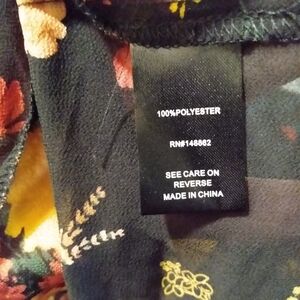 100%POLYESTER
RN#148862
SEE CARE ON
REVERSE
MADE IN CHINA